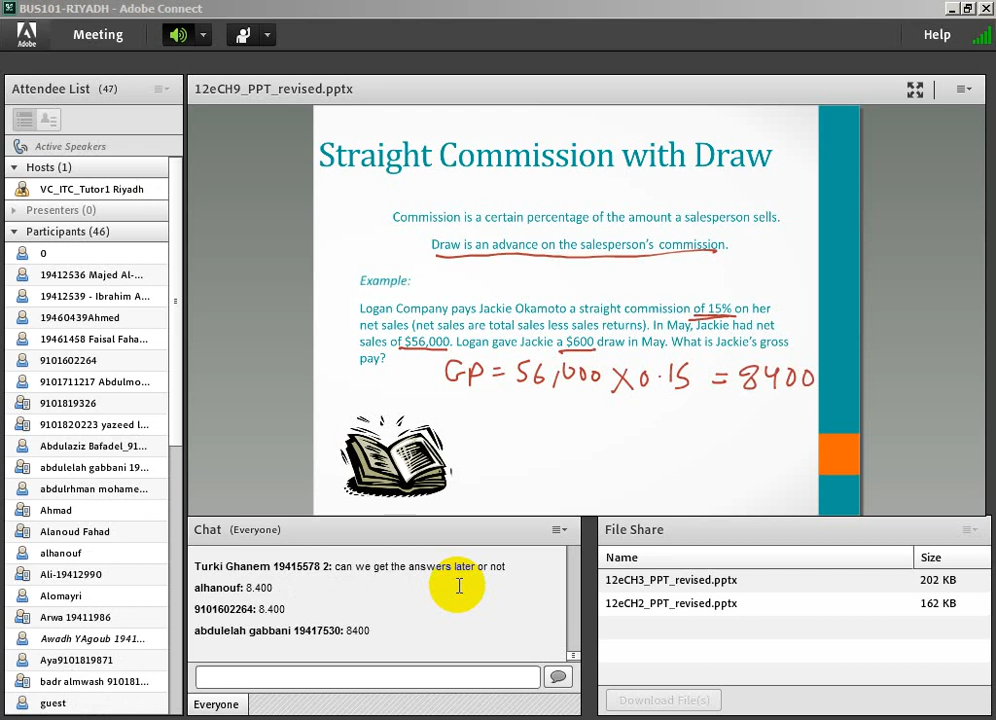 BUS101-RIYADH - Adobe Connect
Adobe
Meeting
Help
Attendee List (47)
Active Speakers
Hosts (1)
VC_ITC_Tutor1 Riyadh
Presenters (0)
Participants (46)
0
19412536 Majed Al-...
19412539 - Ibrahim A...
19460439Ahmed
19461458 Faisal Faha...
9101602264
9101711217 Abdulmo...
9101819326
9101820223 yazeed l...
Abdulaziz Bafadel_91...
abdulelah gabbani 19...
abdulrhman mohame...
Ahmad
Alanoud Fahad
alhanouf
Ali-19412990
Alomayri
Arwa 19411986
Awadh YAgoub 1941...
Aya9101819871
badr almwash 910181...
guest
12eCH9_PPT_revised.pptx
Straight Commission with Draw
Commission is a certain percentage of the amount a salesperson sells.
Draw is an advance on the salesperson's commission.
Example:
Logan Company pays Jackie Okamoto a straight commission of 15% on her
net sales (net sales are total sales less sales returns). In May, Jackie had net
sales of $56,000. Logan gave Jackie a $600 draw in May. What is Jackie's gross
pay?
GP = 56,000 X 0.15 = 8400
Chat (Everyone)
Turki Ghanem 19415578 2: can we get the answers later or not
alhanouf: 8.400
9101602264: 8.400
abdulelah gabbani 19417530: 8400
Everyone
File Share
Name Size
12eCH3_PPT_revised.pptx 202 KB
12eCH2_PPT_revised.pptx 162 KB
Download File(s)